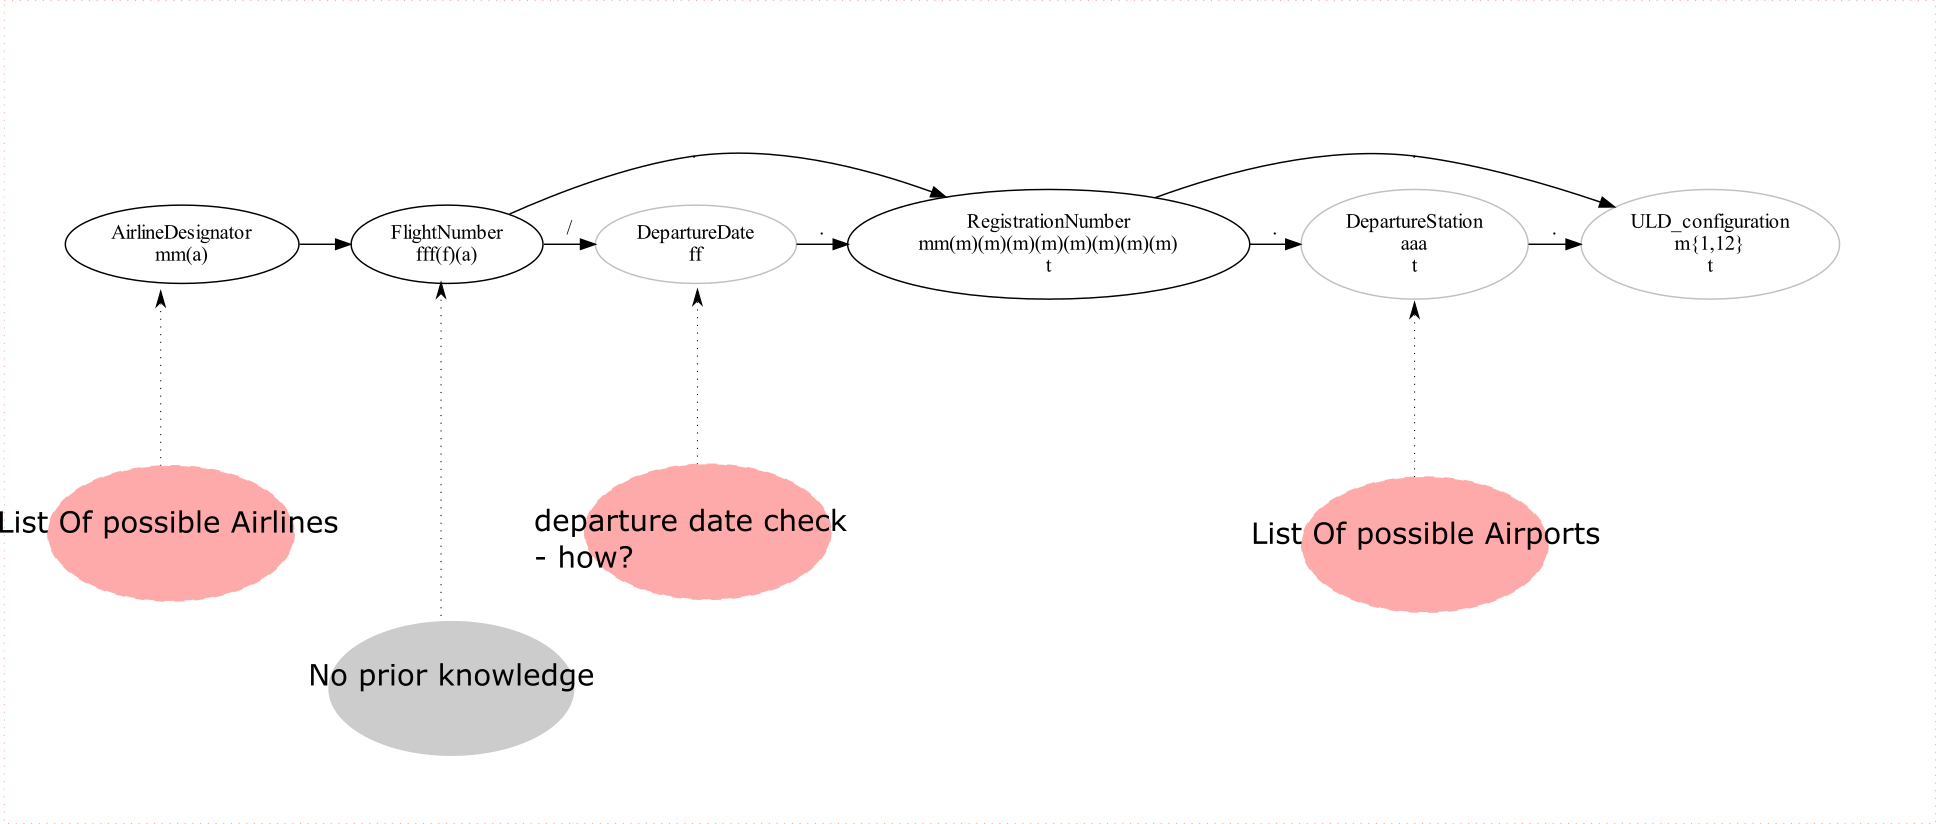 AirlineDesignator
mm(a)
FlightNumber
fff(f)(a)
/
DepartureDate
ff
.
.
RegistrationNumber
mm(m)(m)(m)(m)(m)(m)(m)(m)
t
.
DepartureStation
aaa
t
.
.
ULD_configuration
m{1,12}
t
List Of possible Airlines
departure date check
- how?
List Of possible Airports
No prior knowledge